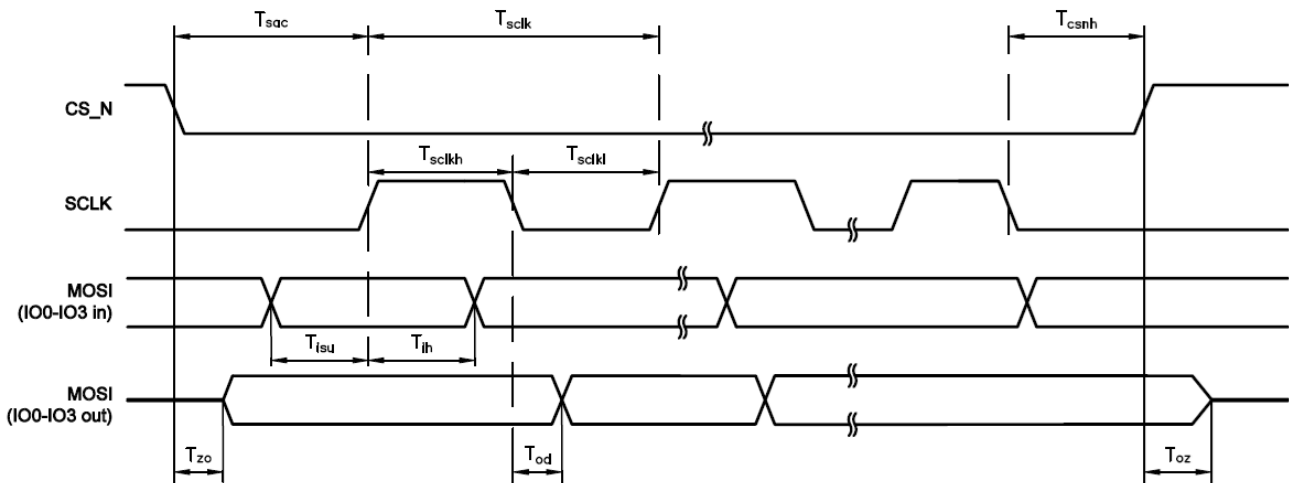 Tsac
Tsclk
Tcsnh
CS_N
Tsclkh
Tsclkl
SCLK
MOSI
(IO0-IO3 in)
Tisu
Tih
MOSI
(IO0-IO3 out)
Tzo
Tod
Toz